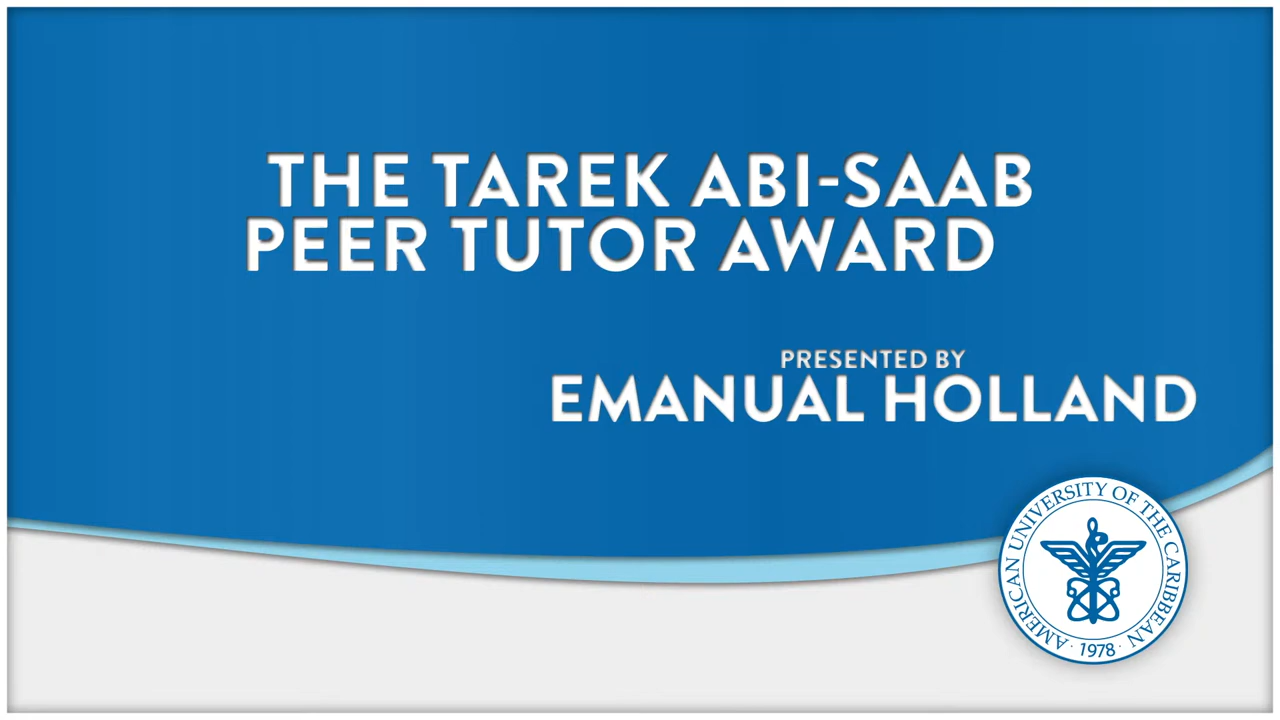 THE TAREK ABI-SAAB
PEER TUTOR AWARD
PRESENTED BY
EMANUAL HOLLAND
AMERICAN UNIVERSITY OF THE CARIBBEAN
· 1978 ·